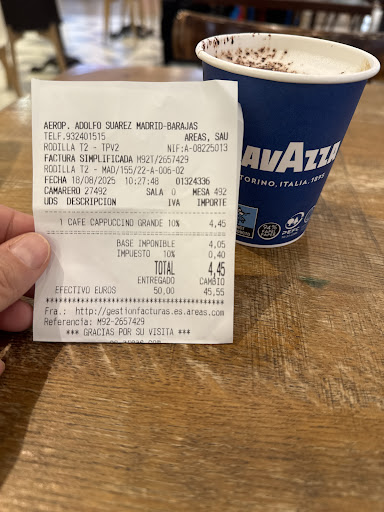 AEROP. ADOLFO SUAREZ MADRID-BARAJAS
TELF.932401515 AREAS, SAU
RODILLA T2 - TPV2 NIF:A-08225013
FACTURA SIMPLIFICADA M92T/2657429
RODILLA T2 - MAD/155/22-A-006-02
FECHA 18/08/2025 10:27:48 01324336
CAMARERO 27492 SALA 0 MESA 492
UDS DESCRIPCION IVA IMPORTE
1 CAFE CAPPUCCINO GRANDE 10% 4,45
BASE IMPONIBLE 4,05
IMPUESTO 10% 0,40
TOTAL 4,45
ENTREGADO CAMBIO
EFECTIVO EUROS 50,00 45,55
Fra.: http://gestionfacturas.es.areas.com
Referencia: M92-2657429
*** GRACIAS POR SU VISITA ***
AVAZZA
TORINO, ITALIA, 1895
PEFC